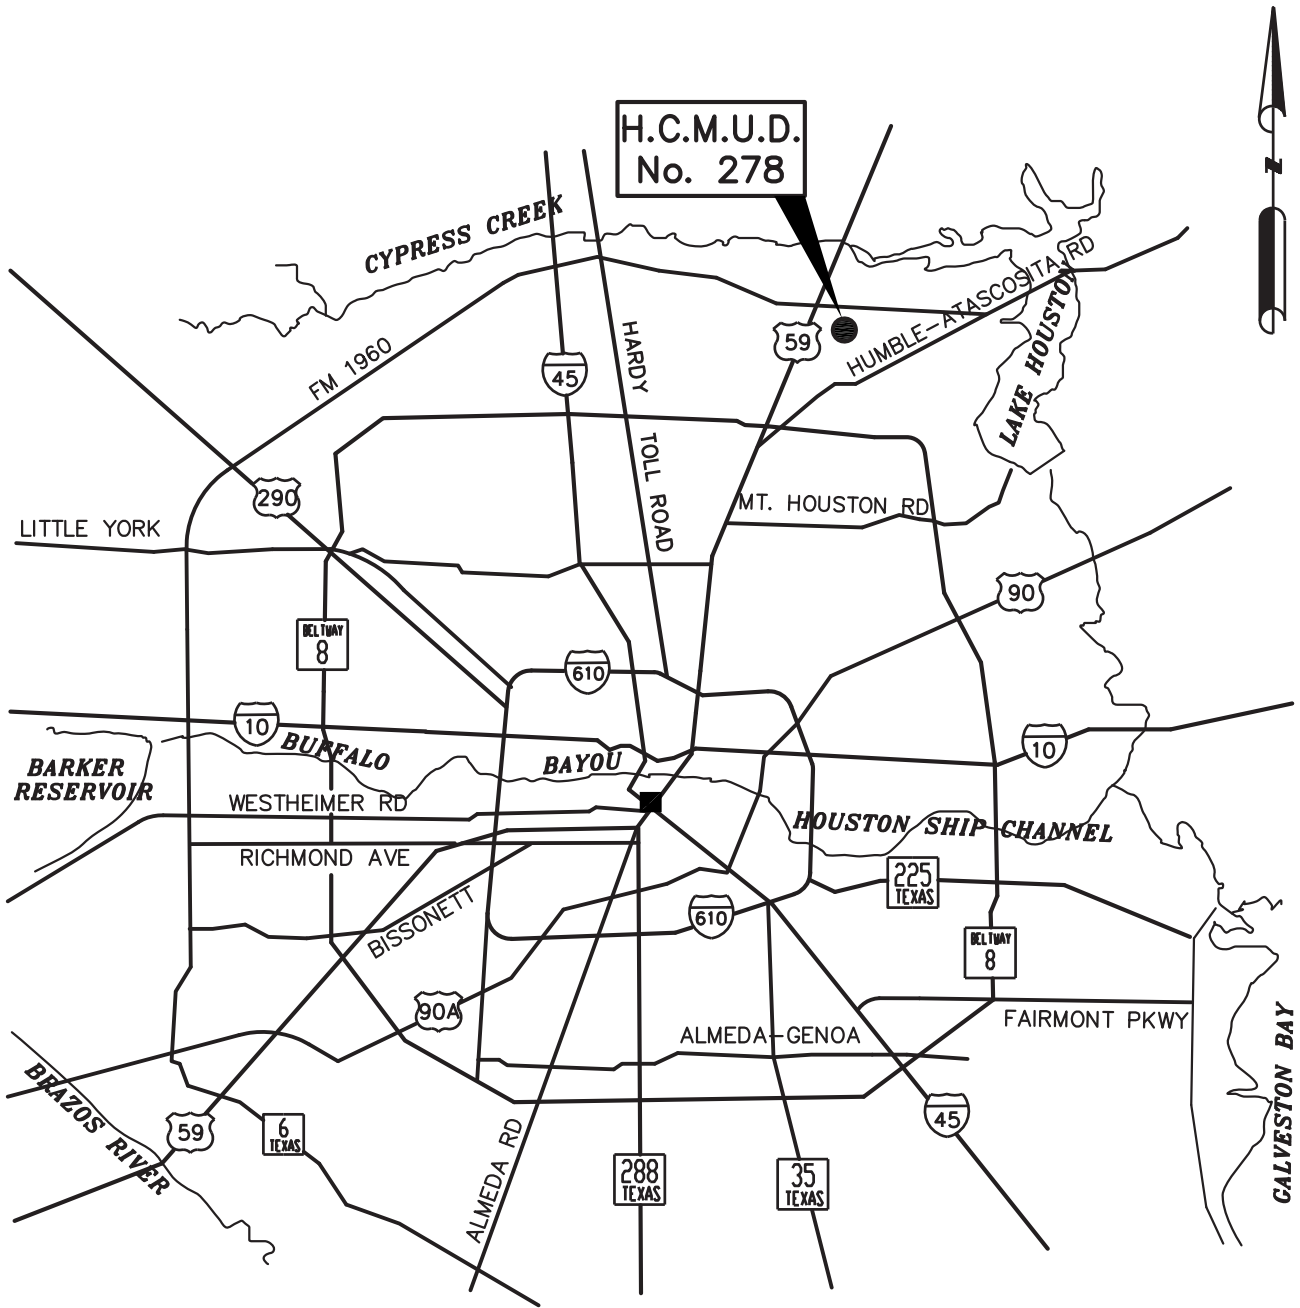 H.C.M.U.D.
No. 278
N
CYPRESS CREEK
HUMBLE-ATASCOSITA RD
LAKE HOUSTON
FM 1960
HARDY
TOLL ROAD
45
59
290
LITTLE YORK
MT. HOUSTON RD
90
BELTWAY
8
610
10
10
BUFFALO
BAYOU
BARKER
RESERVOIR
WESTHEIMER RD
HOUSTON SHIP CHANNEL
RICHMOND AVE
225
TEXAS
BISSONETT
610
BELTWAY
8
90A
FAIRMONT PKWY
ALMEDA-GENOA
GALVESTON BAY
BRAZOS RIVER
59
6
TEXAS
45
ALMEDA RD
288
TEXAS
35
TEXAS